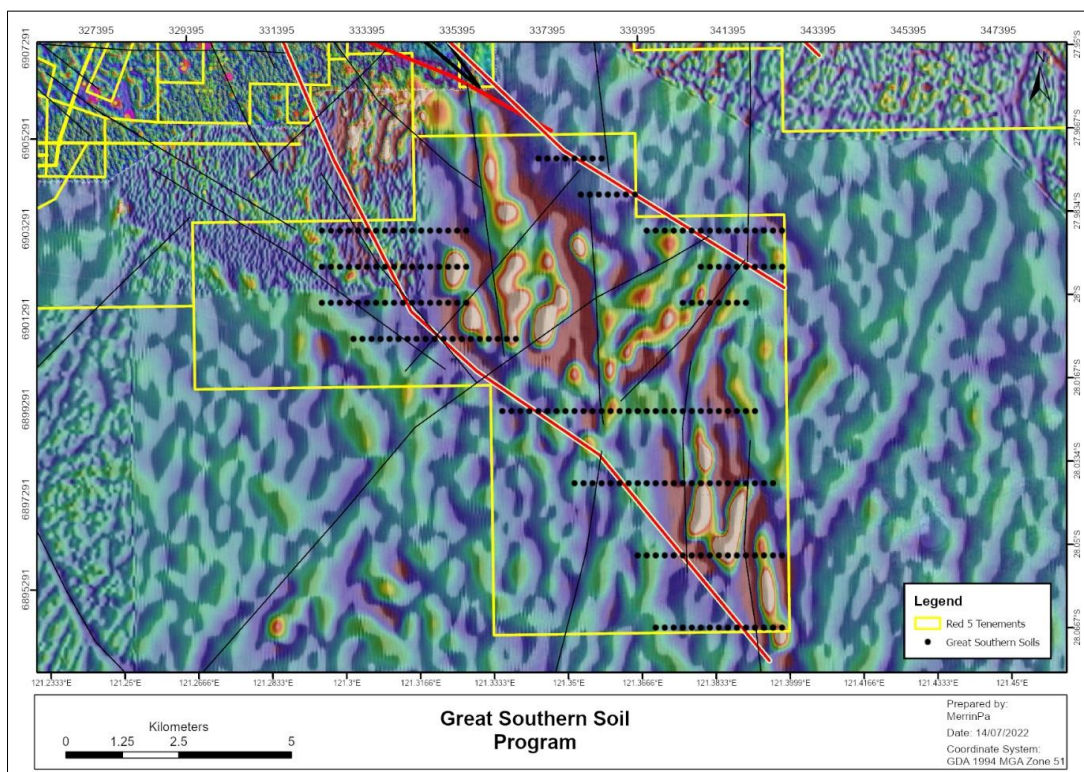 327395 329395 331395 333395 335395 337395 339395 341395 343395 345395 347395
6907291
6905291
6903291
6901291
6899291
6897291
6895291
27.95°S
27.9667°S
27.9834°S
28°S
28.0167°S
28.0334°S
28.05°S
28.0667°S
N
Legend
Red 5 Tenements
Great Southern Soills
121.2333°E 121.25°E 121.2666°E 121.2833°E 121.3°E 121.3166°E 121.3333°E 121.35°E 121.3666°E 121.3833°E 121.3999°E 121.4166°E 121.4333°E 121.45°E
Kilometers
0 1.25 2.5 5
Great Southern Soil
Program
Prepared by:
MerrinPa
Date: 14/07/2022
Coordinate System:
GDA 1994 MGA Zone 51